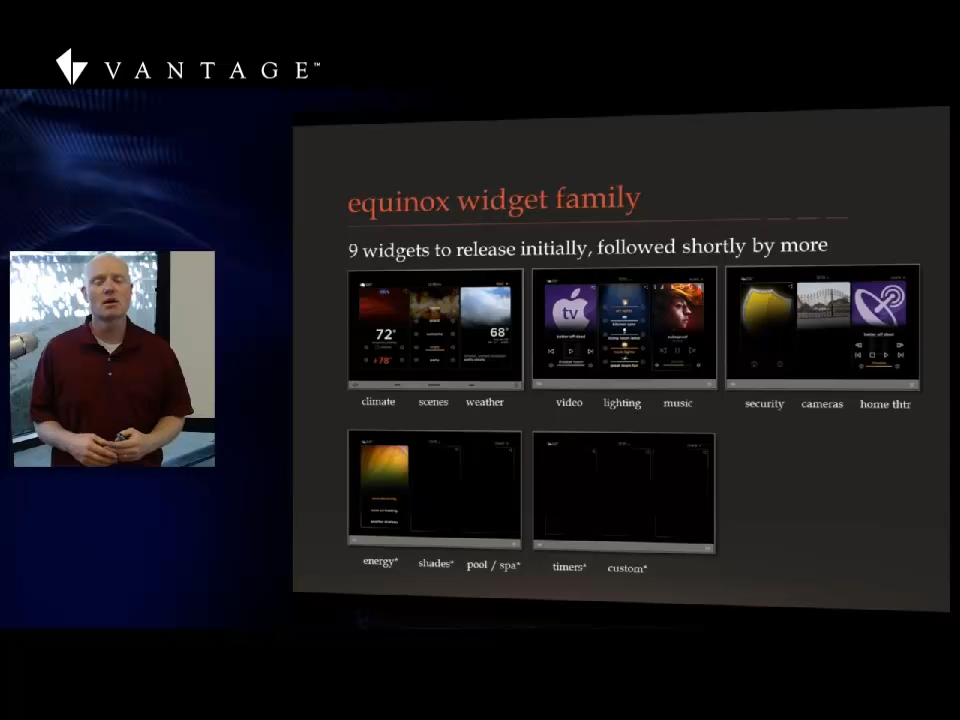 VANTAGE™
equinox widget family
9 widgets to release initially, followed shortly by more
72°
+78°
68°
tv
climate scenes weather
video lighting music
security cameras home thtr
energy* shades* pool / spa*
timers* custom*